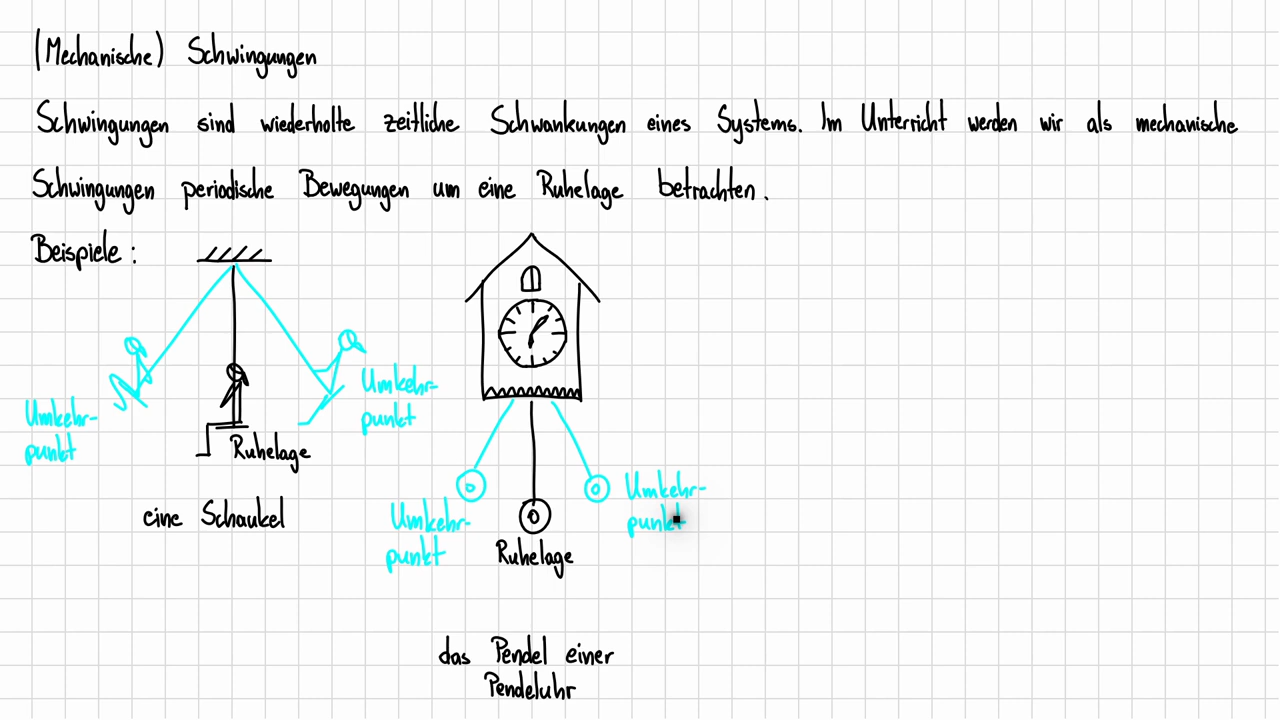 (Mechanische) Schwingungen
Schwingungen sind wiederholte zeitliche Schwankungen eines Systems. Im Unterricht werden wir als mechanische
Schwingungen periodische Bewegungen um eine Ruhelage betrachten.
Beispiele:
Umkehr-
punkt
Ruhelage
Umkehr-
punkt
eine Schaukel
Umkehr-
punkt
Ruhelage
Umkehr-
punkt
das Pendel einer
Pendeluhr